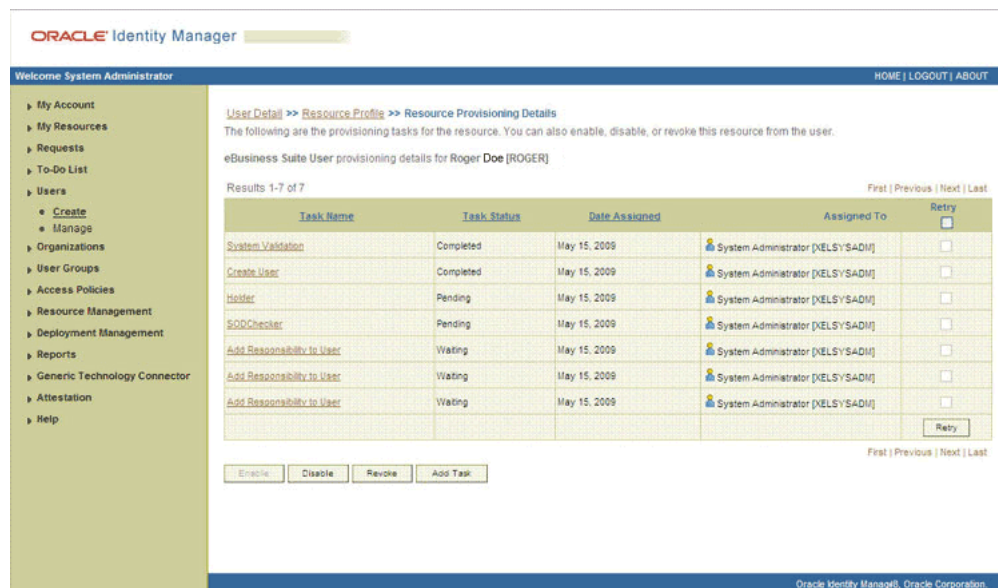 ORACLE Identity Manager
Welcome System Administrator
HOME | LOGOUT | ABOUT
My Account
My Resources
Requests
To-Do List
Users
Create
Manage
Organizations
User Groups
Access Policies
Resource Management
Deployment Management
Reports
Generic Technology Connector
Attestation
Help
User Detail >> Resource Profile >> Resource Provisioning Details
The following are the provisioning tasks for the resource. You can also enable, disable, or revoke this resource from the user.
eBusiness Suite User provisioning details for Roger Doe [ROGER]
Results 1-7 of 7
First | Previous | Next | Last
Task Name Task Status Date Assigned Assigned To Retry
System Validation Completed May 15, 2009 System Administrator [XELSYSADM]
Create User Completed May 15, 2009 System Administrator [XELSYSADM]
Holder Pending May 15, 2009 System Administrator [XELSYSADM]
SODChecker Pending May 15, 2009 System Administrator [XELSYSADM]
Add Responsibility to User Waiting May 15, 2009 System Administrator [XELSYSADM]
Add Responsibility to User Waiting May 15, 2009 System Administrator [XELSYSADM]
Add Responsibility to User Waiting May 15, 2009 System Administrator [XELSYSADM]
Retry
First | Previous | Next | Last
Enable Disable Revoke Add Task
Oracle Identity Oracle Corporation.